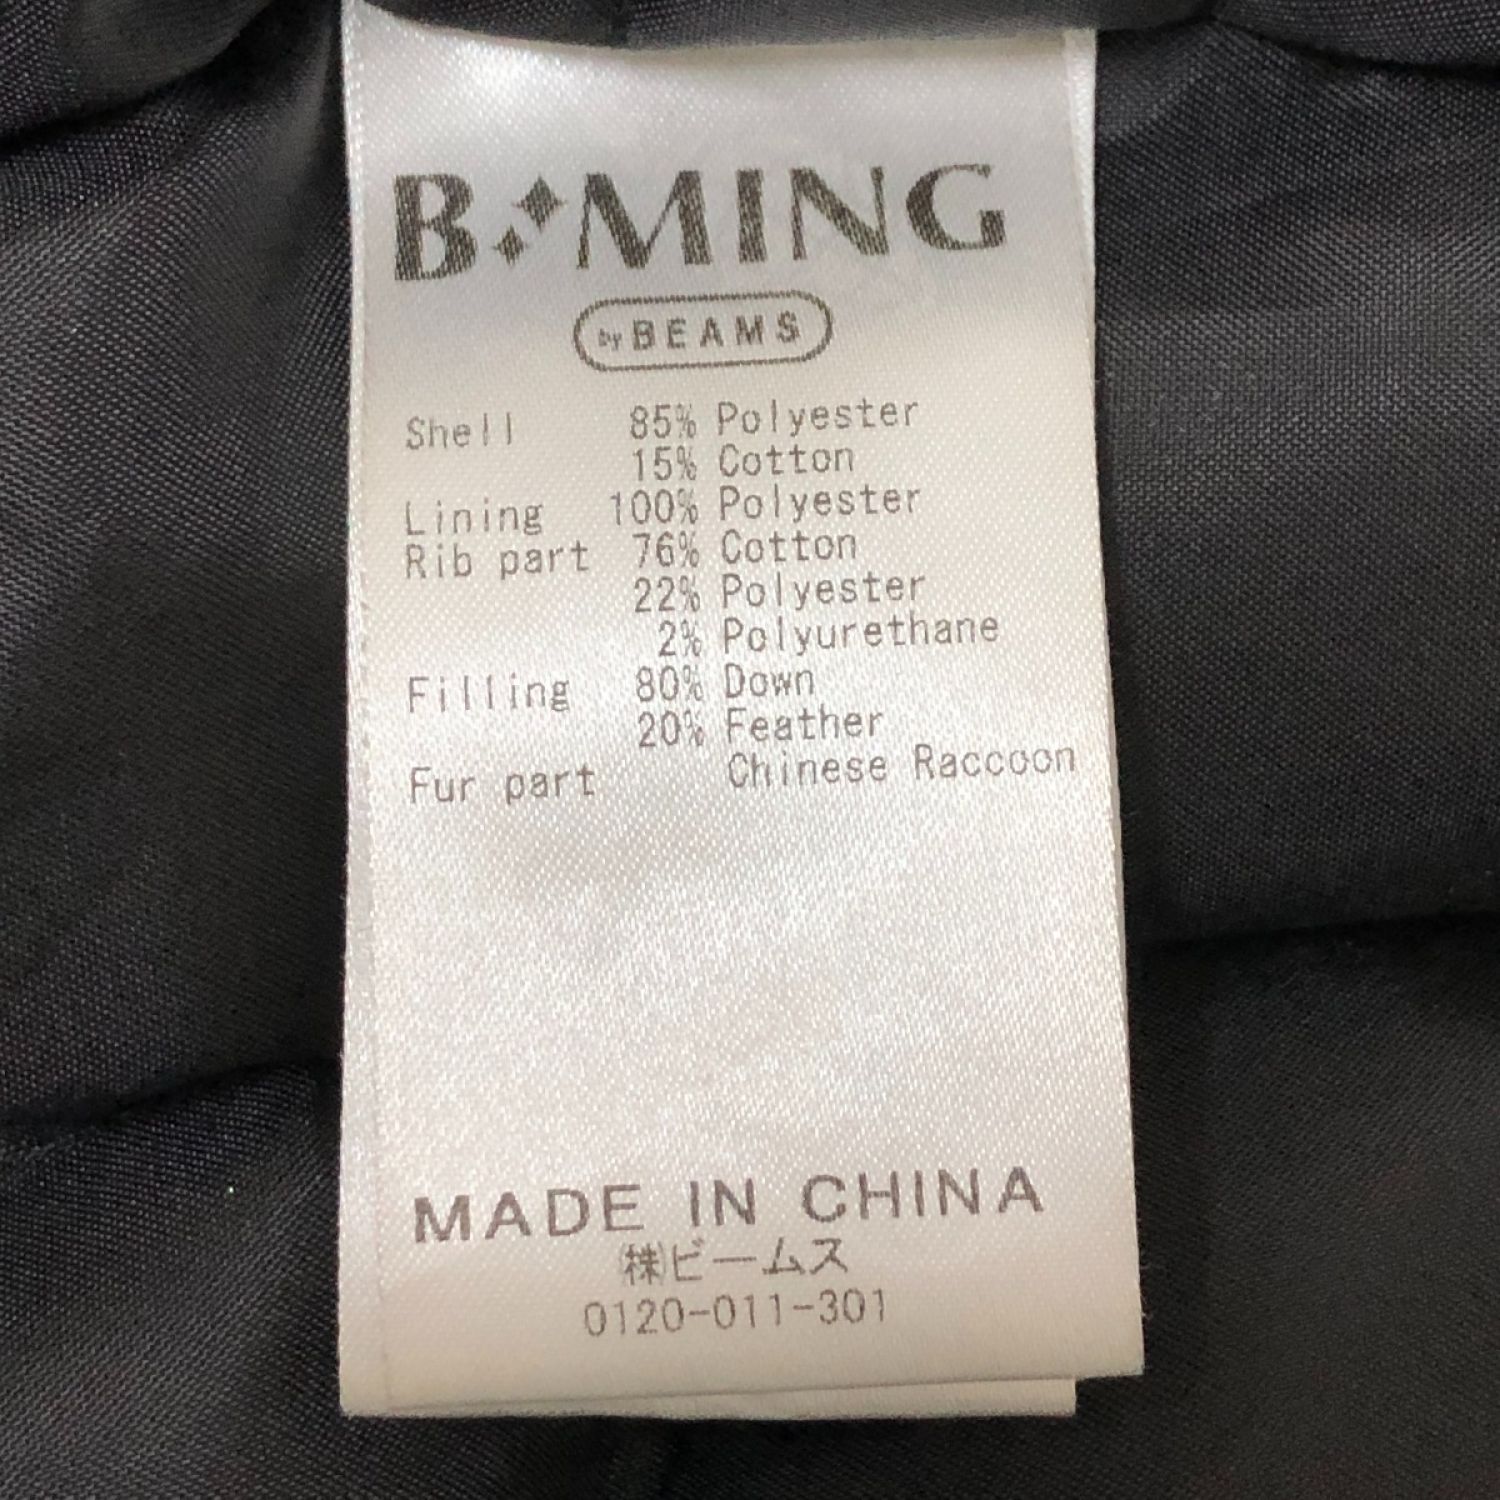 B MING
by BEAMS
Shell 85% Polyester
15% Cotton
Lining 100% Polyester
Rib part 76% Cotton
22% Polyester
2% Polyurethane
Filling 80% Down
20% Feather
Fur part Chinese Raccoon
MADE IN CHINA
㈱ビームス
0120-011-301